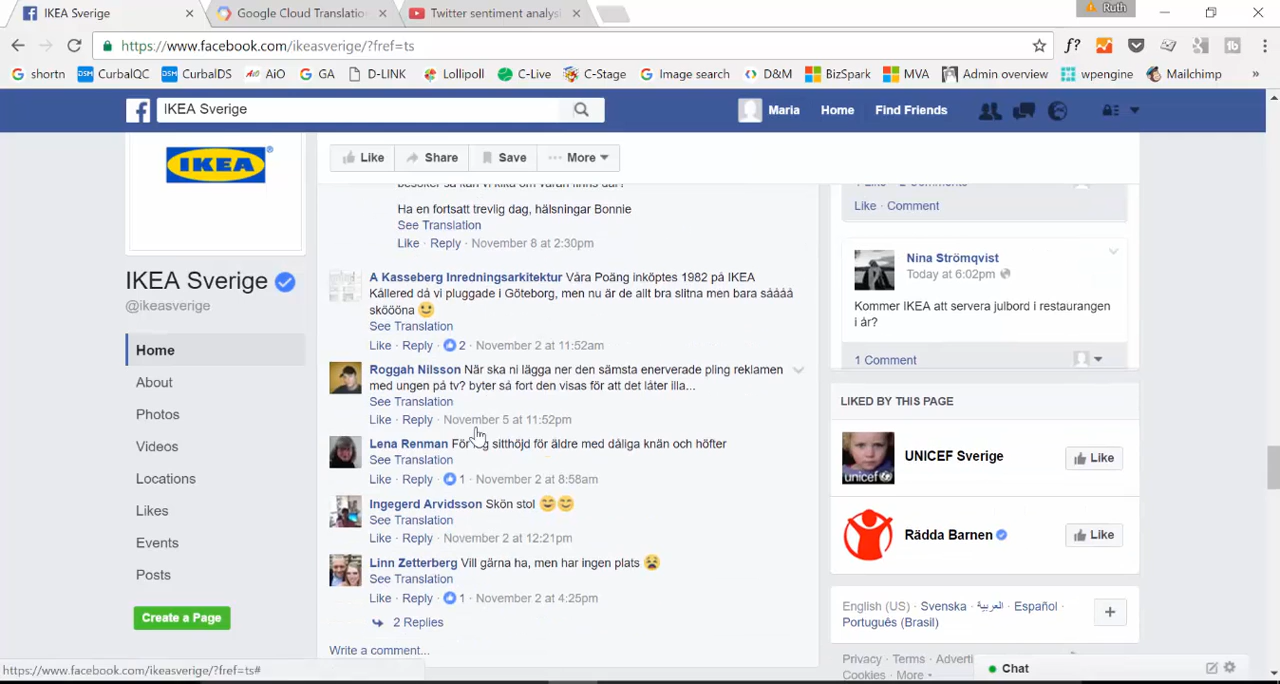 IKEA Sverige
Google Cloud Translatio
Twitter sentiment analys
Ruth
https://www.facebook.com/ikeasverige/?fref=ts
f?
shortn
DSM CurbalQC
DSM CurbalDS
AiO AiO
GA
D-LINK
Lollipoll
C-Live
C-Stage
Image search
D&M
BizSpark
MVA
Admin overview
wpengine
Mailchimp
»
IKEA Sverige
Maria
Home
Find Friends
IKEA
Like
Share
Save
More
Ha en fortsatt trevlig dag, hälsningar Bonnie
See Translation
Like · Reply · November 8 at 2:30pm
A Kasseberg Inredningsarkitektur Våra Poäng inköptes 1982 på IKEA
Kållered då vi pluggade i Göteborg, men nu är de allt bra slitna men bara såååå
sköööna
See Translation
Like · Reply · 2 · November 2 at 11:52am
Roggah Nilsson När ska ni lägga ner den sämsta enerverade pling reklamen
med ungen på tv? byter så fort den visas för att det låter illa...
See Translation
Like · Reply · November 5 at 11:52pm
Lena Renman sitthöjd för äldre med dåliga knän och höfter
See Translation
Like · Reply · 1 · November 2 at 8:58am
Ingegerd Arvidsson Skön stol
See Translation
Like · Reply · November 2 at 12:21pm
Linn Zetterberg Vill gärna ha, men har ingen plats
See Translation
Like · Reply · 1 · November 2 at 4:25pm
2 Replies
Write a comment...
IKEA Sverige
@ikeasverige
Home
About
Photos
Videos
Locations
Likes
Events
Posts
Create a Page
Like · Comment
Nina Strömqvist
Today at 6:02pm
Kommer IKEA att servera julbord i restaurangen
i år?
1 Comment
LIKED BY THIS PAGE
unicef
UNICEF Sverige
Like
Rädda Barnen
Like
English (US) · Svenska · العربية · Español ·
Português (Brasil)
Privacy · Terms · Adverti
Cookies · More
Chat
https://www.facebook.com/ikeasverige/?fref=ts#